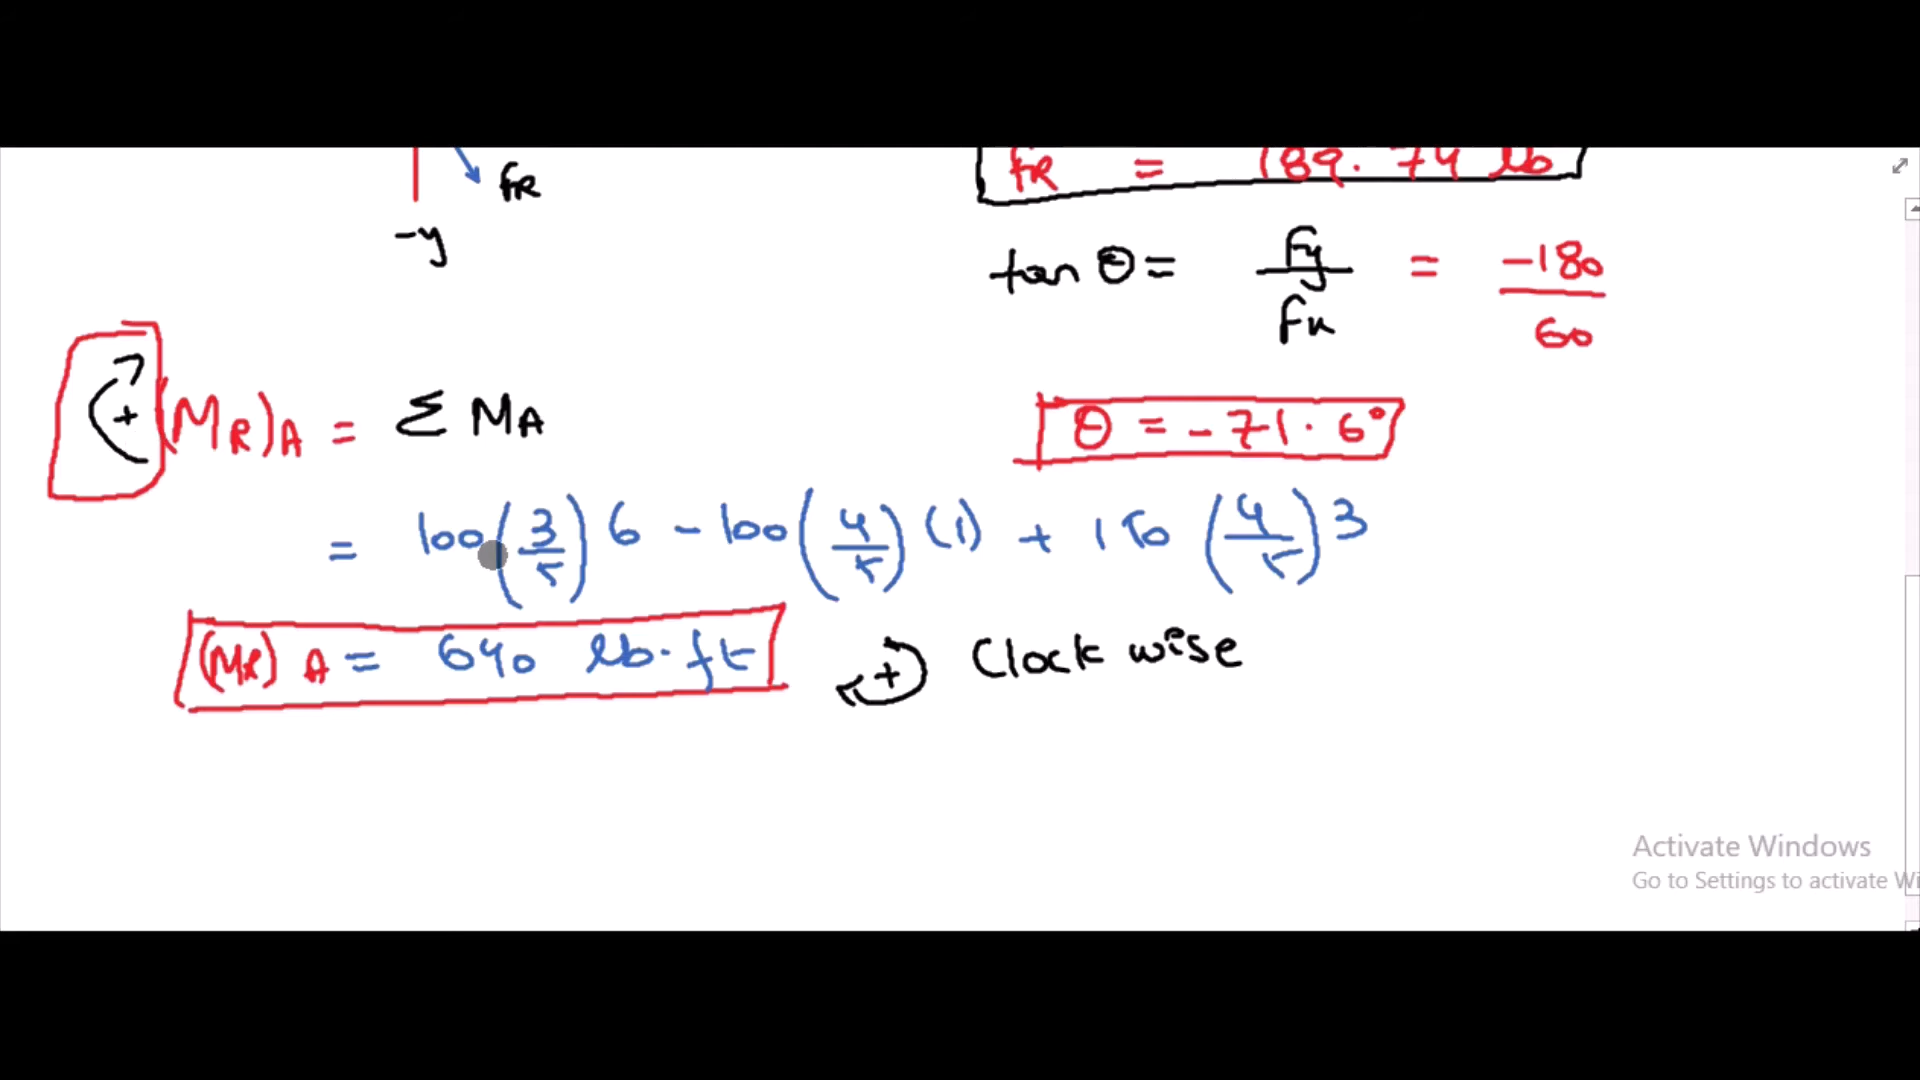 FR
FR = 189.74 lb
-y
tan θ = Fy / Fx = -180 / 60
+ (MR)A = Σ MA
θ = -71.6°
= 100(3/5)6 - 100(4/5)(1) + 150(4/5)3
(MR)A = 640 lb.ft + Clock wise
Activate Windows
Go to Settings to activate Wi